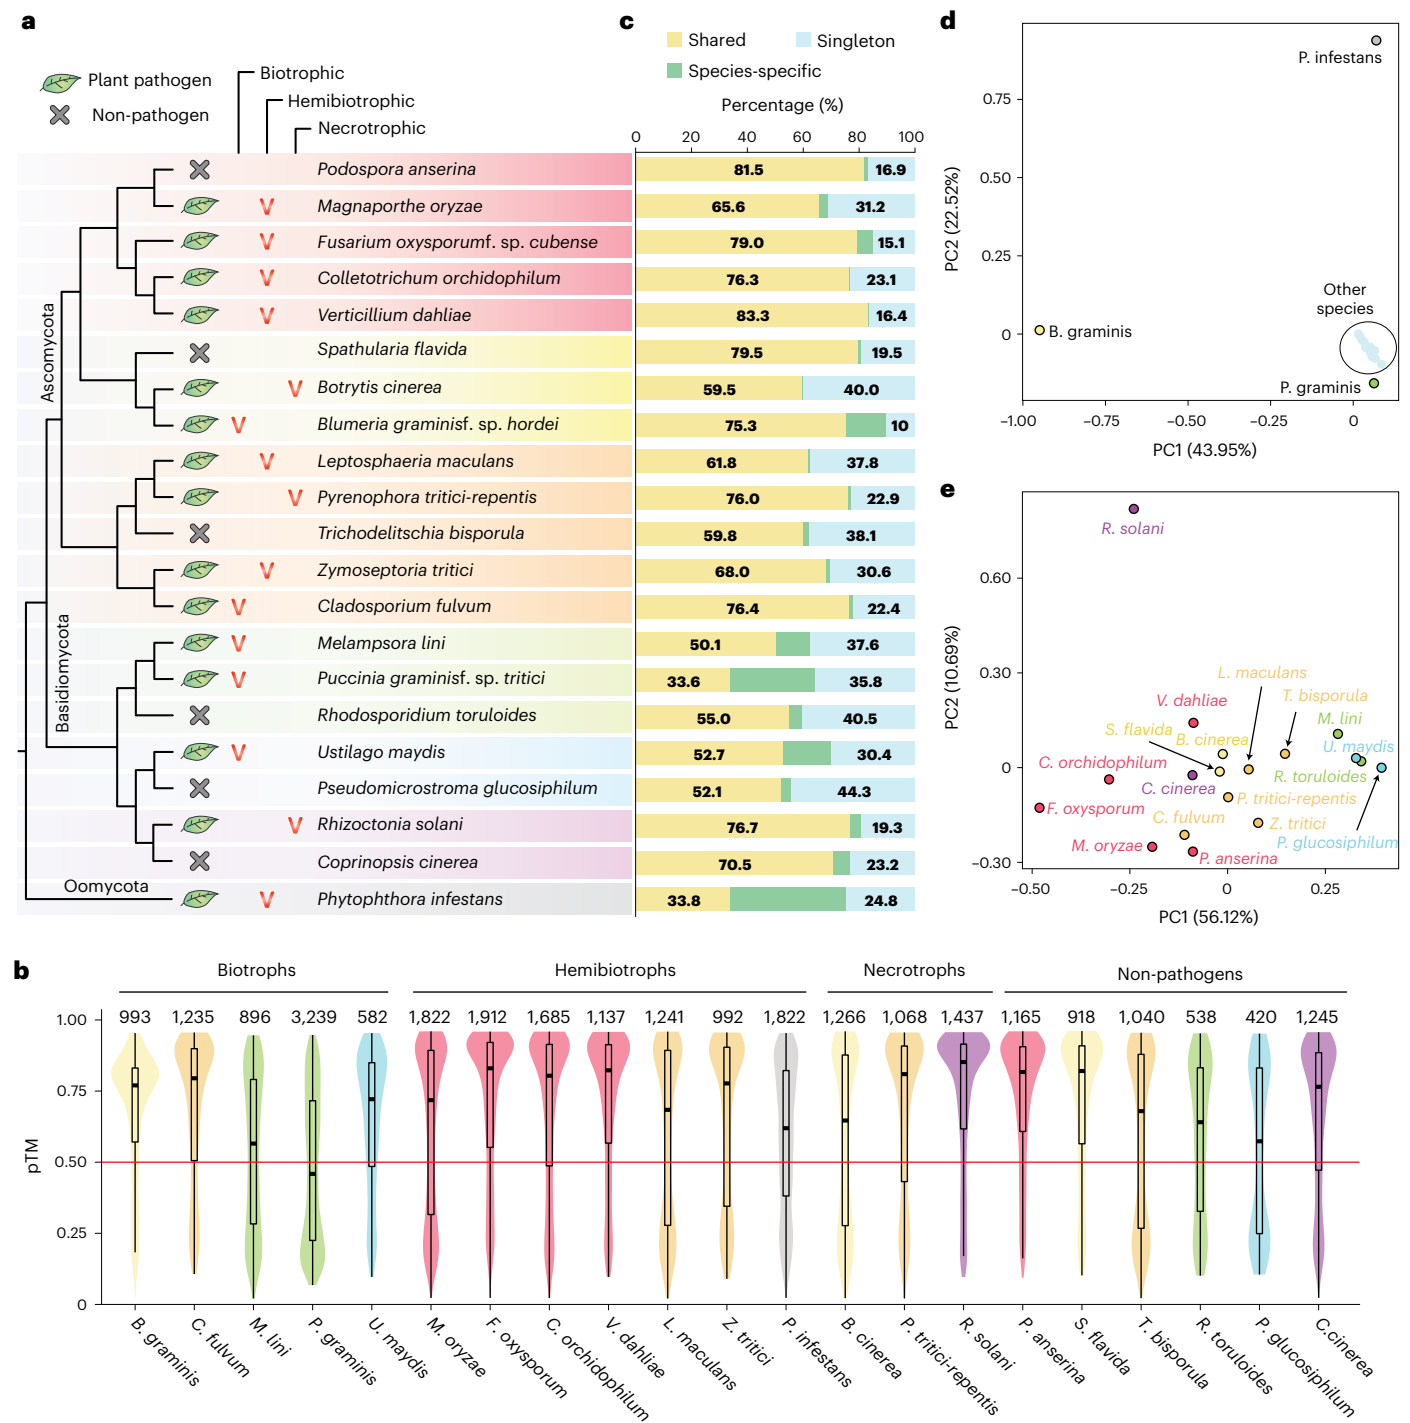 a
Plant pathogen
Non-pathogen
Biotrophic
Hemibiotrophic
Necrotrophic
Ascomycota
Basidiomycota
Oomycota
Podospora anserina
Magnaporthe oryzae
Fusarium oxysporumf. sp. cubense
Colletotrichum orchidophilum
Verticillium dahliae
Spathularia flavida
Botrytis cinerea
Blumeria graminisf. sp. hordei
Leptosphaeria maculans
Pyrenophora tritici-repentis
Trichodelitschia bisporula
Zymoseptoria tritici
Cladosporium fulvum
Melampsora lini
Puccinia graminisf. sp. tritici
Rhodosporidium toruloides
Ustilago maydis
Pseudomicrostroma glucosiphilum
Rhizoctonia solani
Coprinopsis cinerea
Phytophthora infestans
c
Shared
Singleton
Species-specific
Percentage (%)
0 20 40 60 80 100
81.5 16.9
65.6 31.2
79.0 15.1
76.3 23.1
83.3 16.4
79.5 19.5
59.5 40.0
75.3 10
61.8 37.8
76.0 22.9
59.8 38.1
68.0 30.6
76.4 22.4
50.1 37.6
33.6 35.8
55.0 40.5
52.7 30.4
52.1 44.3
76.7 19.3
70.5 23.2
33.8 24.8
d
P. infestans
0.75
0.50
0.25
0
PC2 (22.52%)
Other
species
B. graminis
P. graminis
−1.00 −0.75 −0.50 −0.25 0
PC1 (43.95%)
e
R. solani
0.60
0.30
0
−0.30
PC2 (10.69%)
L. maculans
V. dahliae
T. bisporula
S. flavida
B. cinerea
M. lini
U. maydis
C. orchidophilum
C. cinerea
R. toruloides
F. oxysporum
P. tritici-repentis
C. fulvum
Z. tritici
M. oryzae
P. anserina
P. glucosiphilum
−0.50 −0.25 0 0.25
PC1 (56.12%)
b
Biotrophs Hemibiotrophs Necrotrophs Non-pathogens
993 1,235 896 3,239 582 1,822 1,912 1,685 1,137 1,241 992 1,822 1,266 1,068 1,437 1,165 918 1,040 538 420 1,245
1.00
0.75
0.50
0.25
0
pTM
B. graminis
C. fulvum
M. lini
P. graminis
U. maydis
M. oryzae
F. oxysporum
C. orchidophilum
V. dahliae
L. maculans
Z. tritici
P. infestans
B. cinerea
P. tritici-repentis
R. solani
P. anserina
S. flavida
T. bisporula
R. toruloides
P. glucosiphilum
C.cinerea